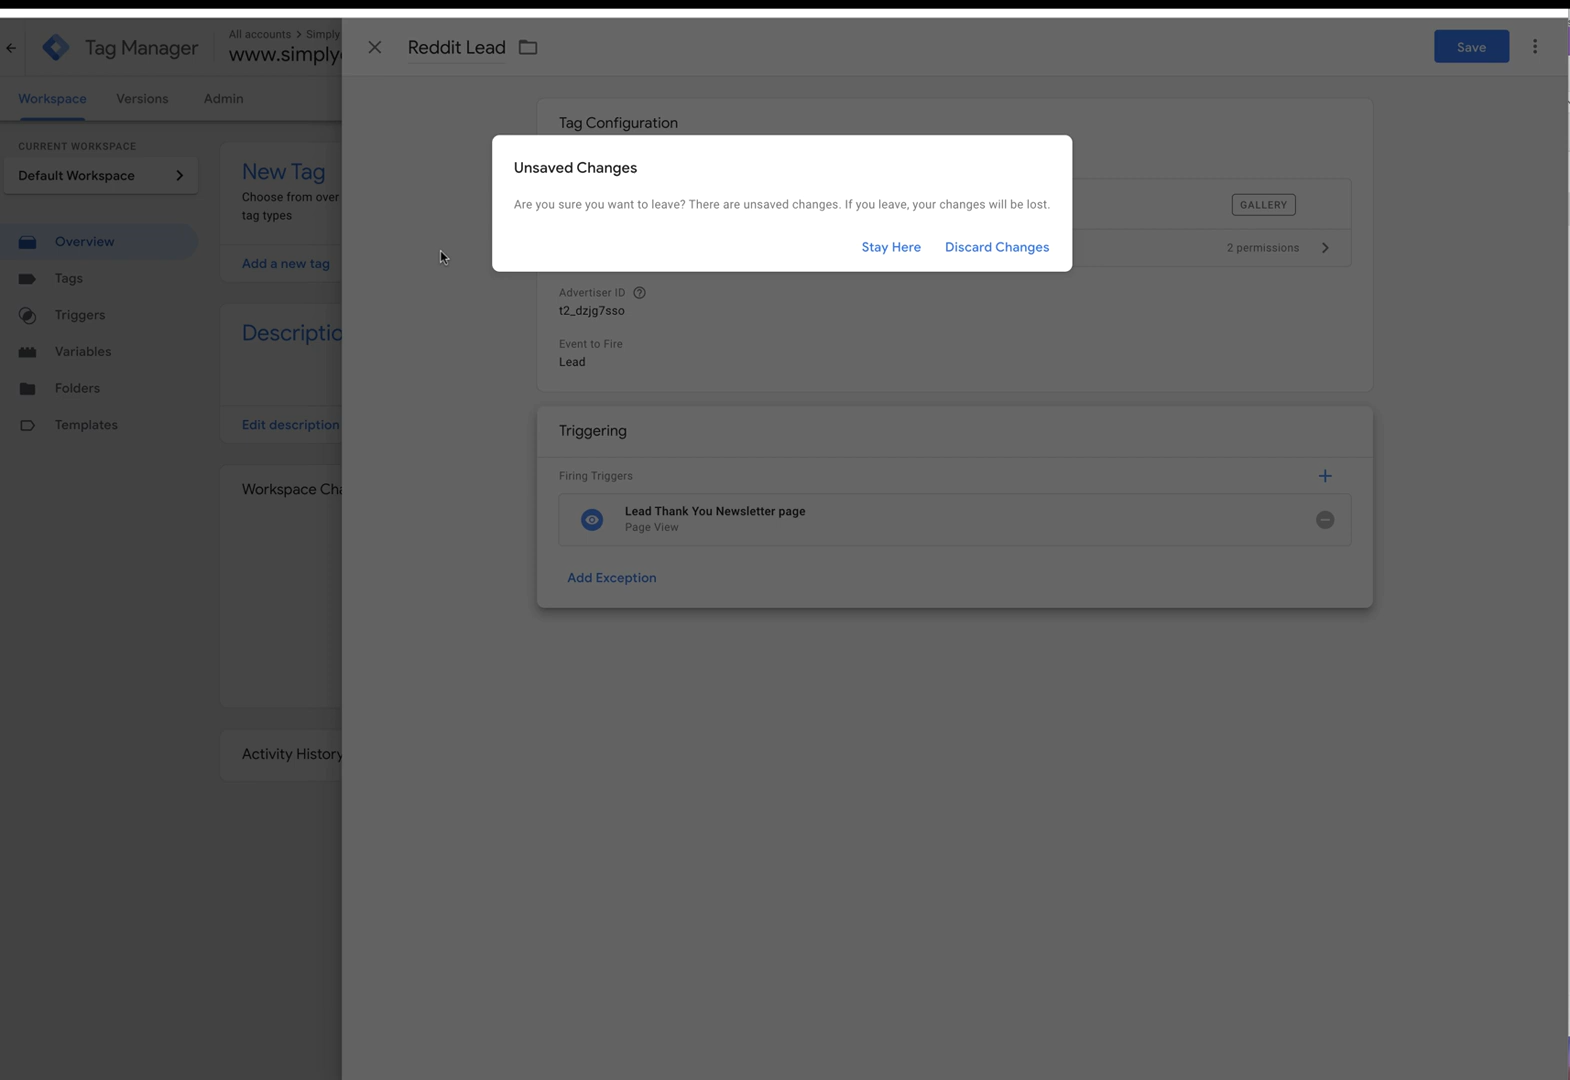 All accounts > Simply
Tag Manager
www.simply
Reddit Lead
Save
Workspace
Versions
Admin
CURRENT WORKSPACE
Default Workspace
Overview
Tags
Triggers
Variables
Folders
Templates
New Tag
Choose from over
tag types
Add a new tag
Descriptio
Edit description
Workspace Cha
Activity History
Tag Configuration
Unsaved Changes
Are you sure you want to leave? There are unsaved changes. If you leave, your changes will be lost.
Stay Here
Discard Changes
GALLERY
2 permissions
Advertiser ID
t2_dzjg7sso
Event to Fire
Lead
Triggering
Firing Triggers
Lead Thank You Newsletter page
Page View
Add Exception